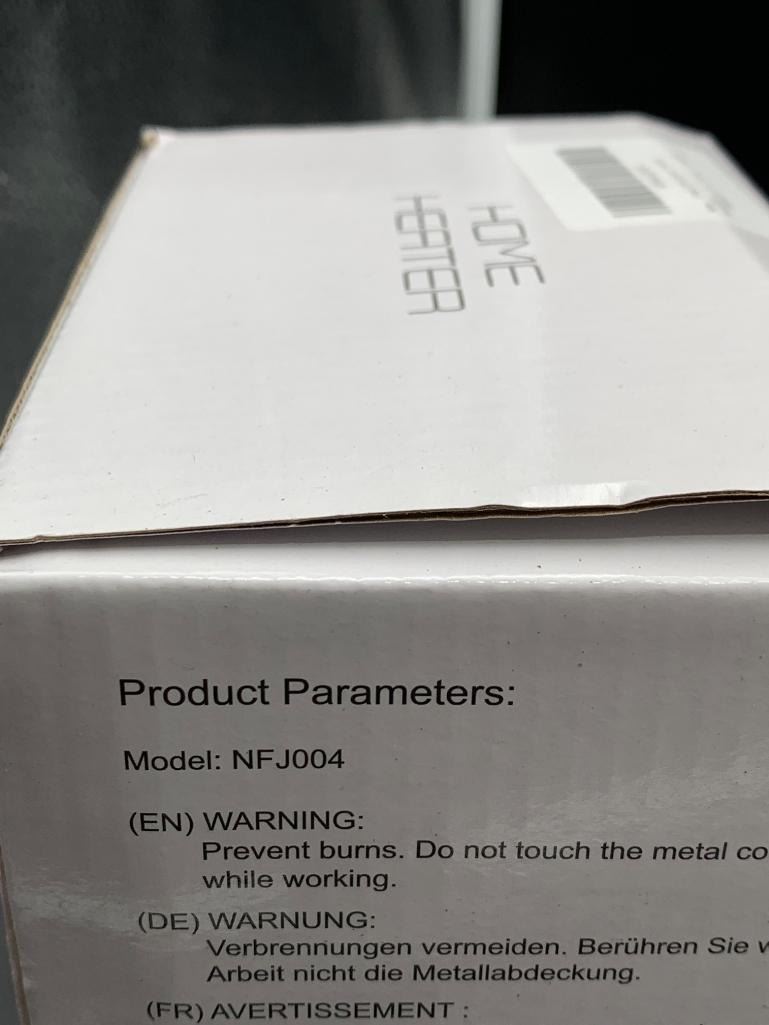 HOME
HEATER
Product Parameters:
Model: NFJ004
(EN) WARNING:
Prevent burns. Do not touch the metal co
while working.
(DE) WARNUNG:
Verbrennungen vermeiden. Berühren Sie w
Arbeit nicht die Metallabdeckung.
(FR) AVERTISSEMENT :